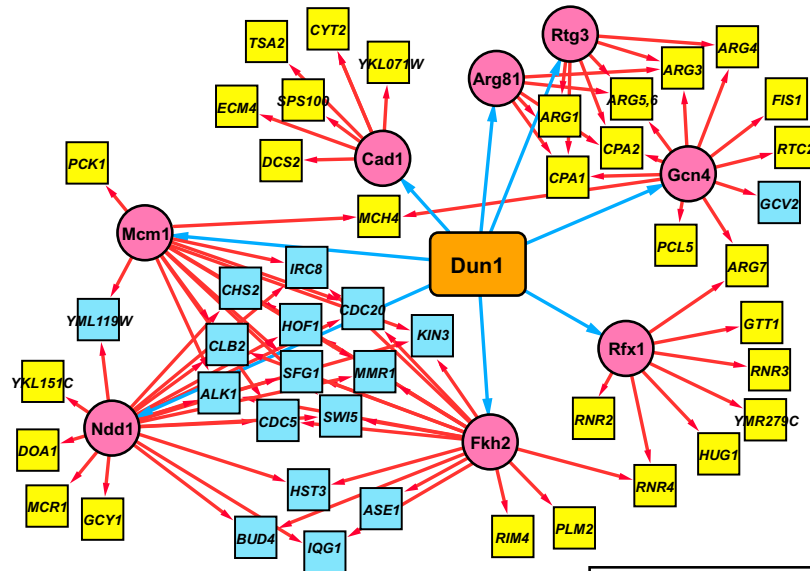 Rtg3
CYT2
TSA2
ARG4
ARG3
YKL071W
Arg81
SPS100
ARG5,6
FIS1
ECM4
ARG1
CPA2
RTC2
DCS2
Cad1
PCK1
CPA1
Gcn4
GCV2
MCH4
Mcm1
PCL5
Dun1
IRC8
ARG7
CHS2
CDC20
YML119W
HOF1
KIN3
GTT1
CLB2
Rfx1
SFG1
MMR1
RNR3
YKL151C
ALK1
CDC5
SWI5
RNR2
YMR279C
Ndd1
Fkh2
DOA1
HUG1
HST3
RNR4
MCR1
GCY1
ASE1
BUD4
IQG1
RIM4
PLM2